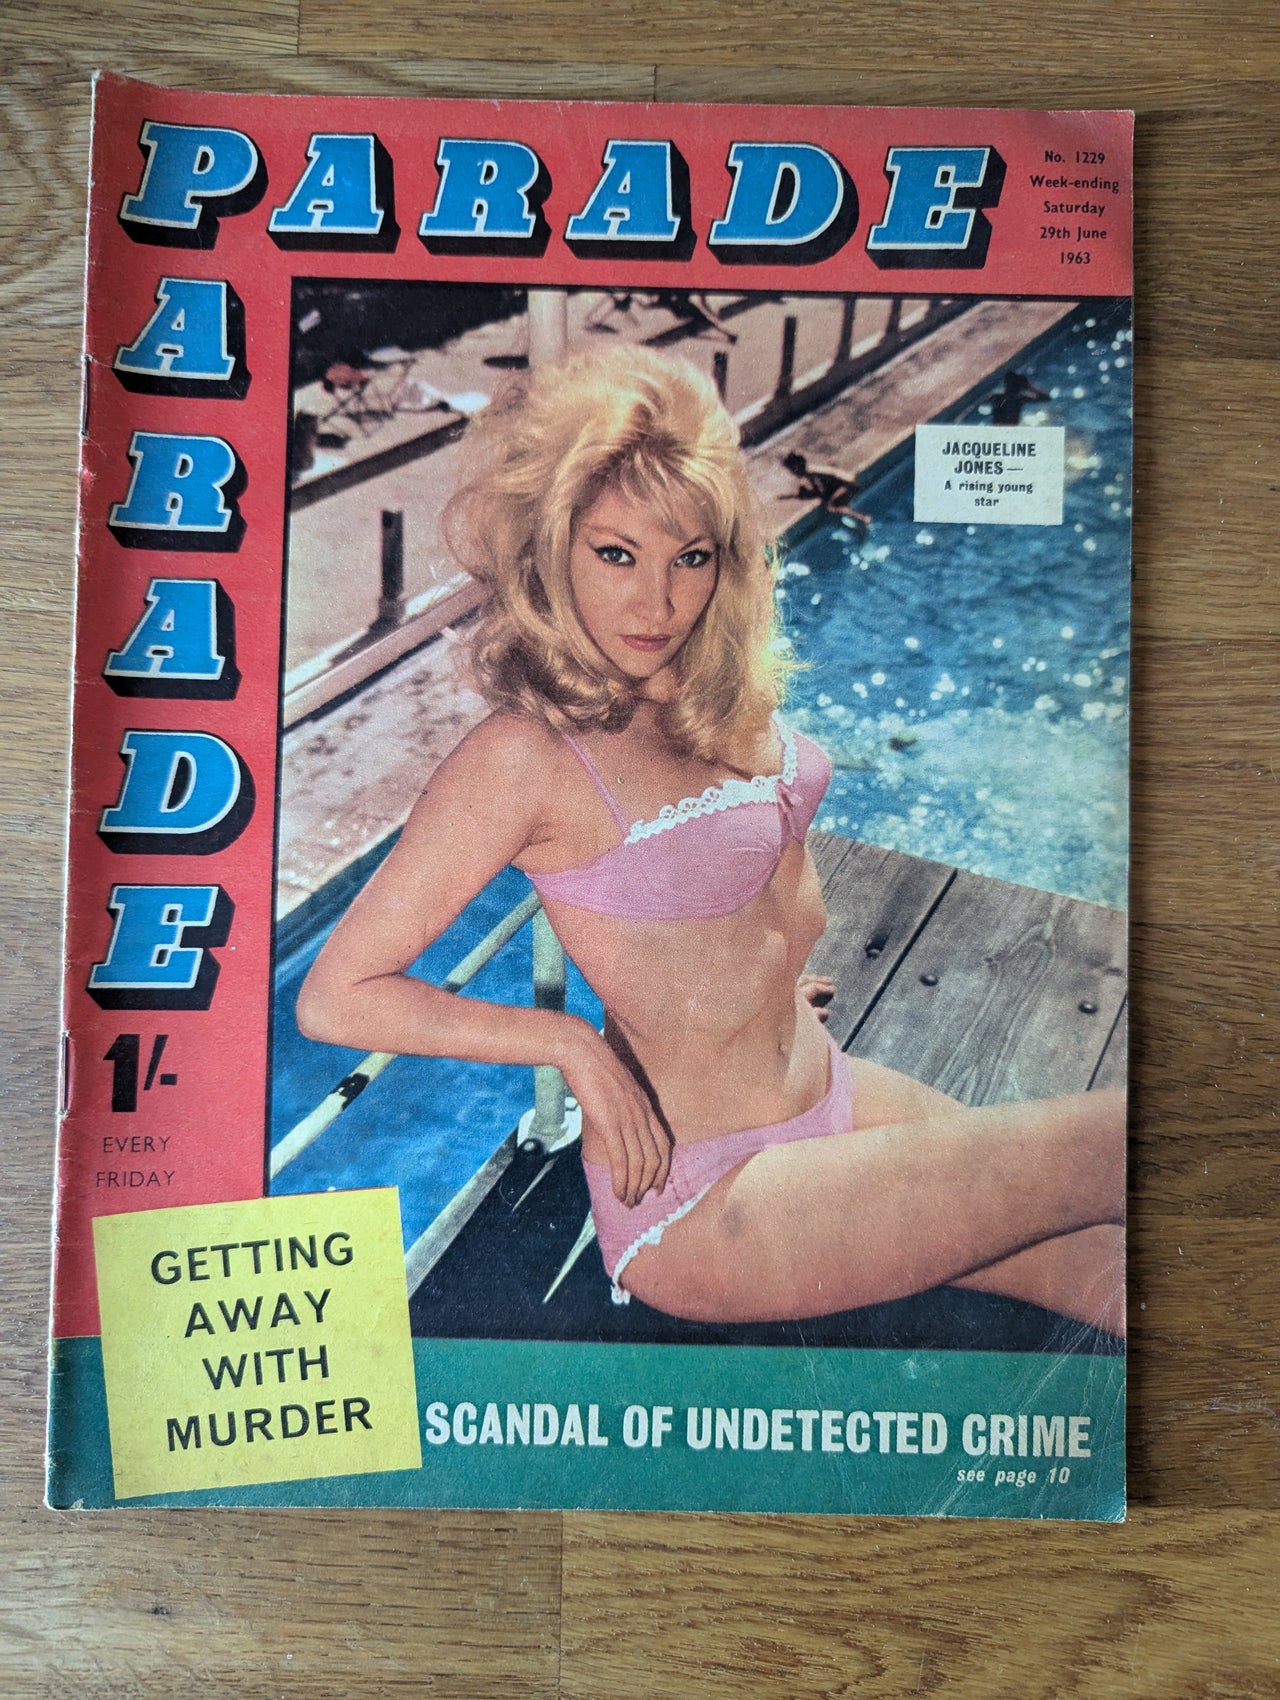 PARADE
No. 1229
Week-ending
Saturday
29th June
1963
PARADE
JACQUELINE
JONES—
A rising young
star
1/-
EVERY
FRIDAY
GETTING
AWAY
WITH
MURDER
SCANDAL OF UNDETECTED CRIME
see page 10